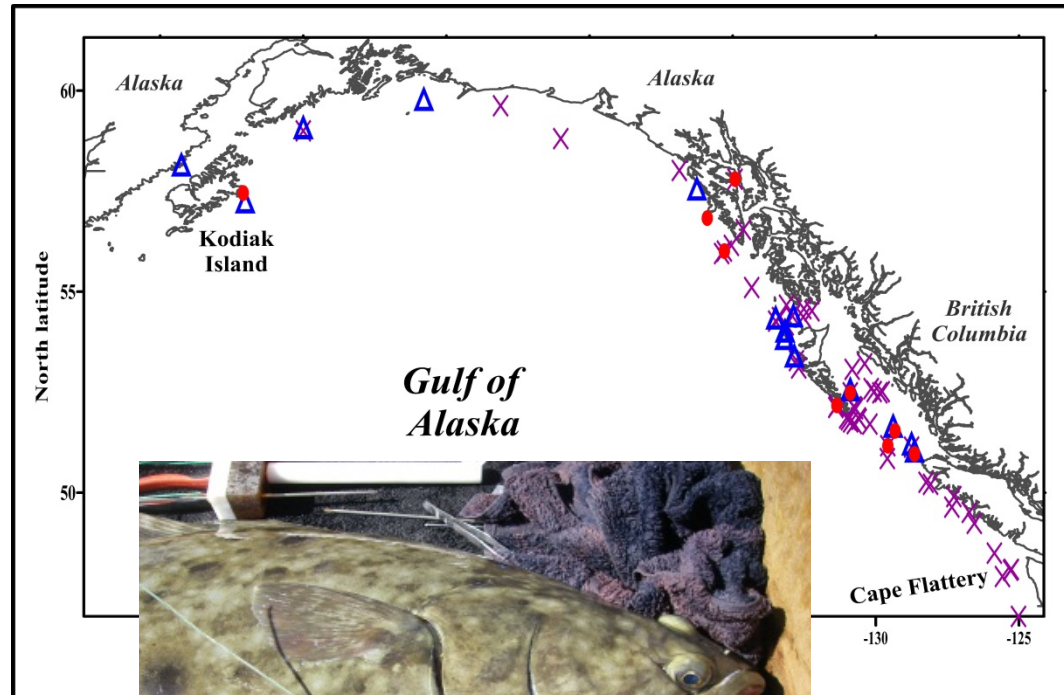 Alaska
Alaska
60
Kodiak
Island
55
British
Columbia
North latitude
Gulf of
Alaska
50
Cape Flattery
-130
-125